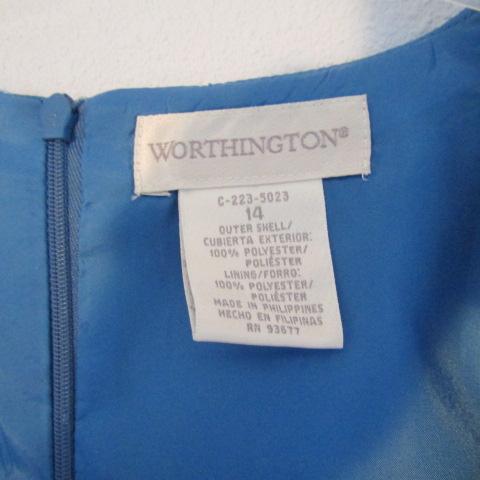 WORTHINGTON®
C-223-5023
14
OUTER SHELL/
CUBIERTA EXTERIOR:
100% POLYESTER/
POLIÉSTER
LINING/FORRO:
100% POLYESTER/
POLIÉSTER
MADE IN PHILIPPINES
HECHO EN FILIPINAS
RN 93677